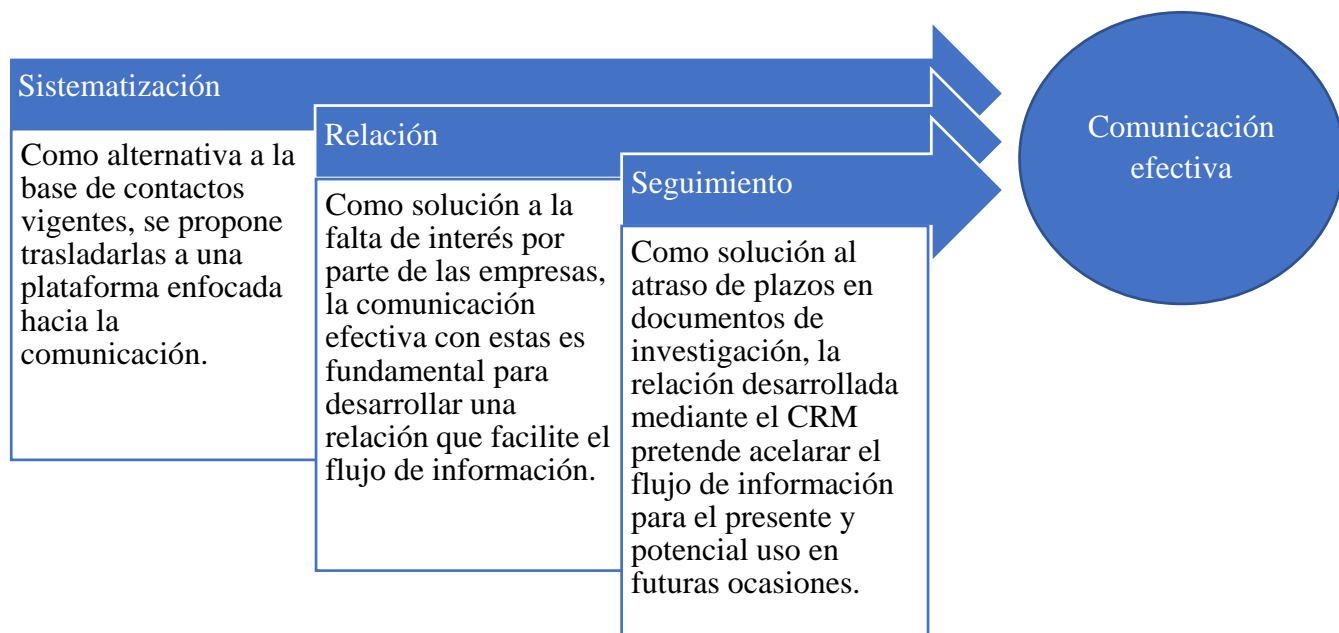 Sistematización
Como alternativa a la
base de contactos
vigentes, se propone
trasladarlas a una
plataforma enfocada
hacia la
comunicación.
Relación
Como solución a la
falta de interés por
parte de las empresas,
la comunicación
efectiva con estas es
fundamental para
desarrollar una
relación que facilite el
flujo de información.
Seguimiento
Como solución al
atraso de plazos en
documentos de
investigación, la
relación desarrollada
mediante el CRM
pretende acelarar el
flujo de información
para el presente y
potencial uso en
futuras ocasiones.
Comunicación
efectiva